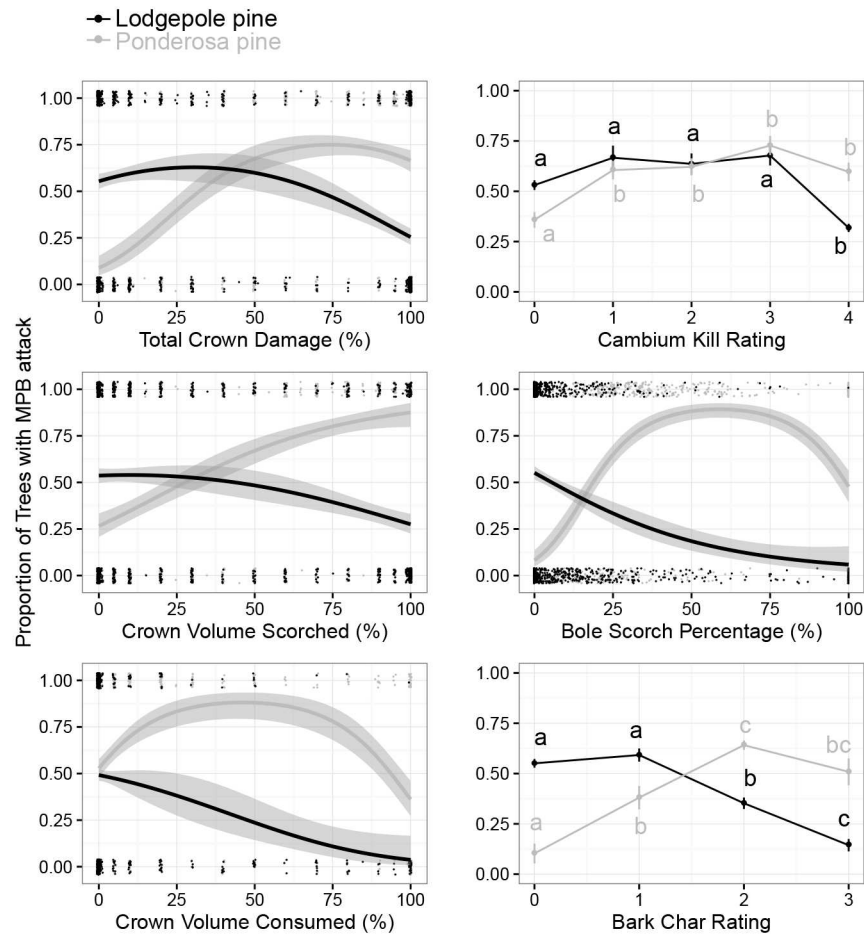 Lodgepole pine
Ponderosa pine
Proportion of Trees with MPB attack
1.00
0.75
0.50
0.25
0.00
0 25 50 75 100
Total Crown Damage (%)
1.00
0.75
0.50
0.25
0.00
a a a a b
a b b b b
0 1 2 3 4
Cambium Kill Rating
1.00
0.75
0.50
0.25
0.00
0 25 50 75 100
Crown Volume Scorched (%)
1.00
0.75
0.50
0.25
0.00
0 25 50 75 100
Bole Scorch Percentage (%)
1.00
0.75
0.50
0.25
0.00
0 25 50 75 100
Crown Volume Consumed (%)
1.00
0.75
0.50
0.25
0.00
a a b c
a b c bc
0 1 2 3
Bark Char Rating